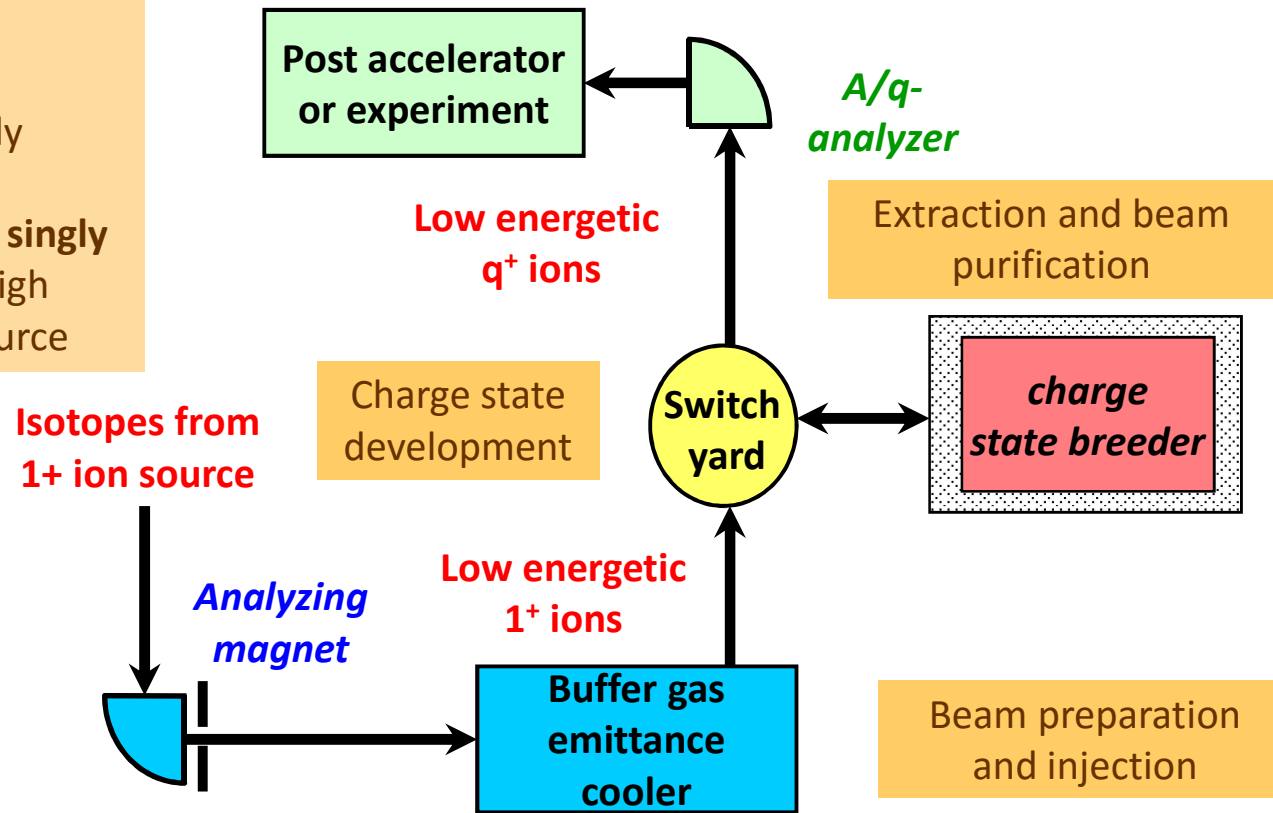 ly
singly
igh
urce
Post accelerator
or experiment
A/q-
analyzer
Low energetic
q⁺ ions
Extraction and beam
purification
Charge state
development
Switch
yard
charge
state breeder
Isotopes from
1+ ion source
Low energetic
1⁺ ions
Analyzing
magnet
Buffer gas
emittance
cooler
Beam preparation
and injection